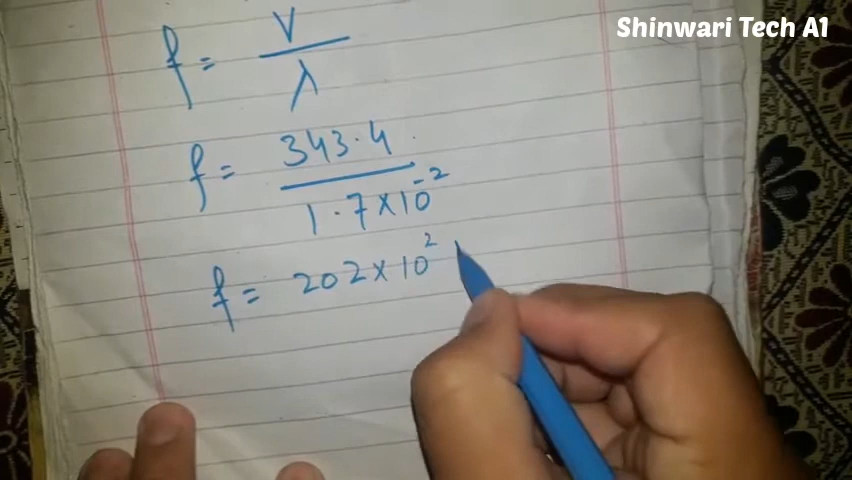 Shinwari Tech A1
f = V/λ
f = 343.4/1.7×10⁻²
f = 202×10²